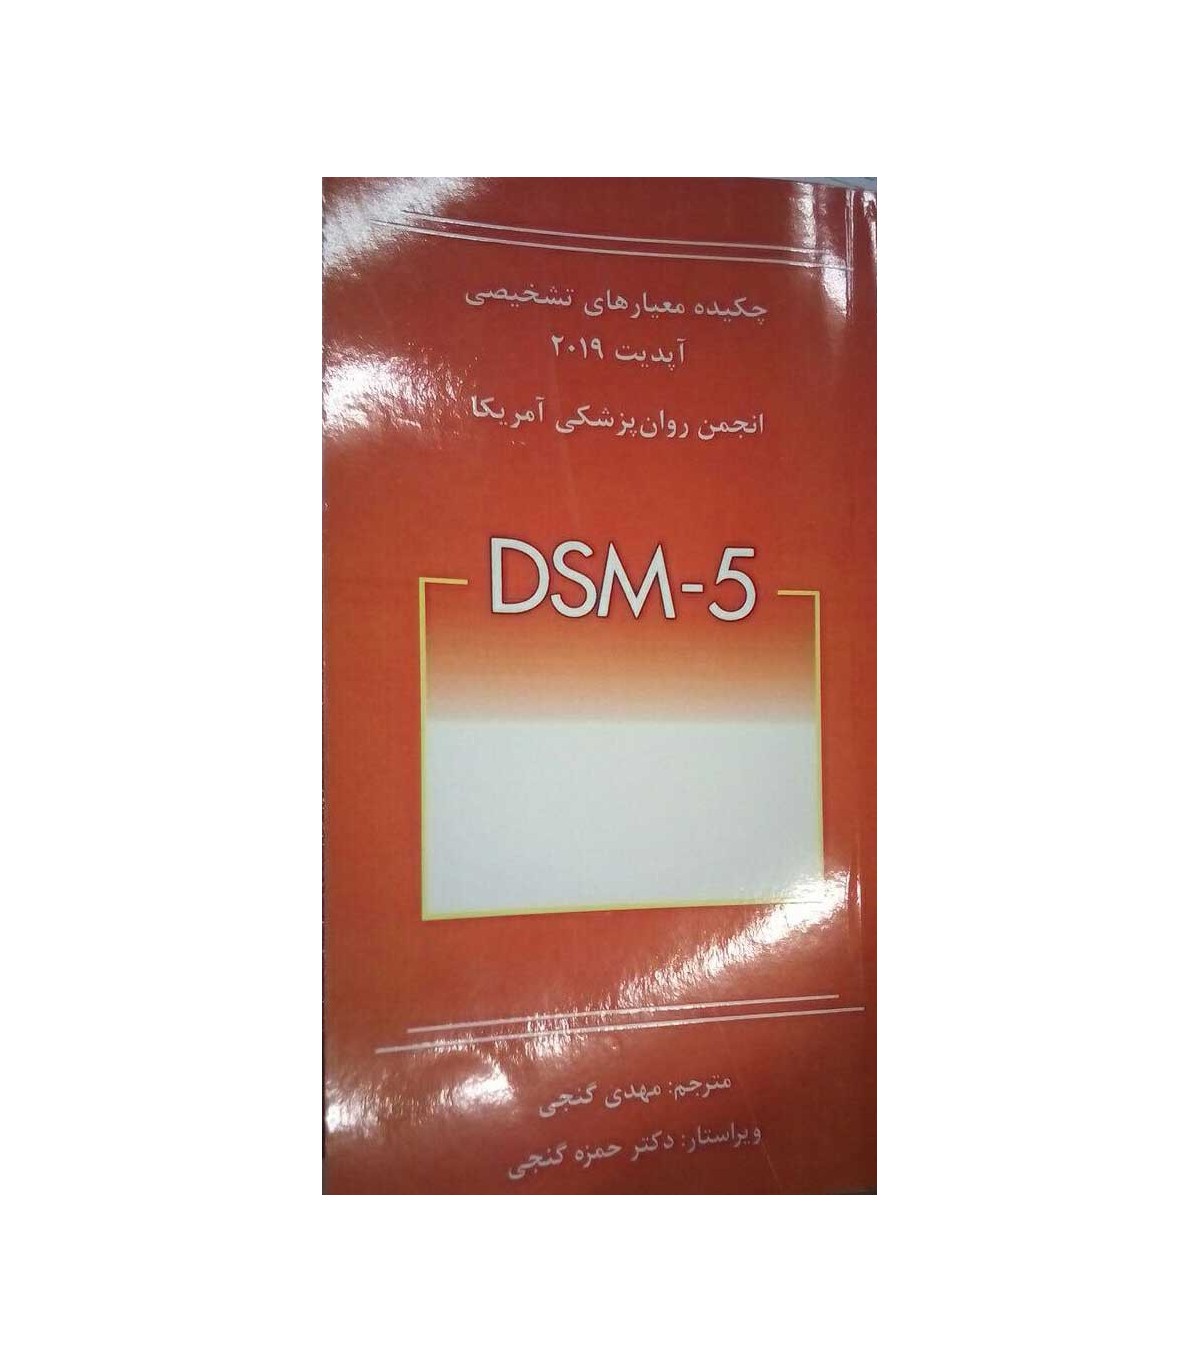 چکیده معیارهای تشخیصی
آپدیت ۲۰۱۹
انجمن روان‌پزشکی آمریکا
DSM-5
مترجم: مهدی گنجی
ویراستار: دکتر حمزه گنجی